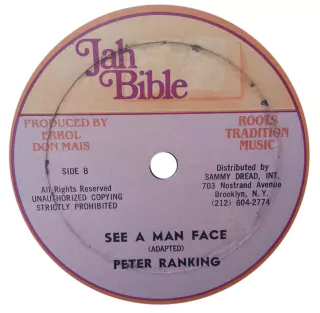 Jah
Bible
PRODUCED BY
ERROL
DON MAIS
ROOTS
TRADITION
MUSIC
SIDE B
All Rights Reserved
UNAUTHORIZED COPYING
STRICTLY PROHIBITED
Distributed by
SAMMY DREAD, INT.
703 Nostrand Avenue
Brooklyn, N. Y.
(212) 604-2774
SEE A MAN FACE
(ADAPTED)
PETER RANKING